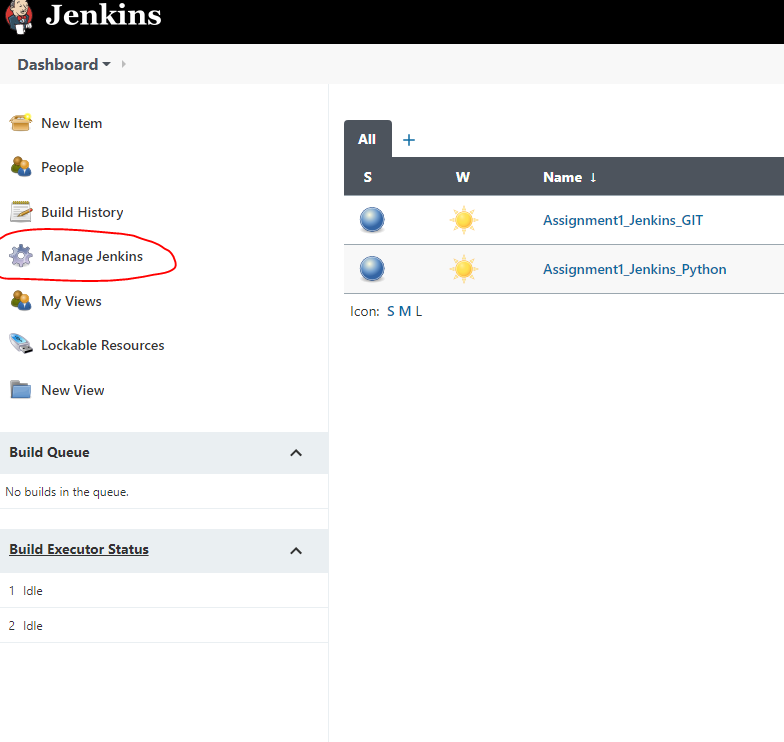 Jenkins
Dashboard
New Item
People
Build History
Manage Jenkins
My Views
Lockable Resources
New View
Build Queue
No builds in the queue.
Build Executor Status
1 Idle
2 Idle
All +
S W Name ↓
Assignment1_Jenkins_GIT
Assignment1_Jenkins_Python
Icon: S M L